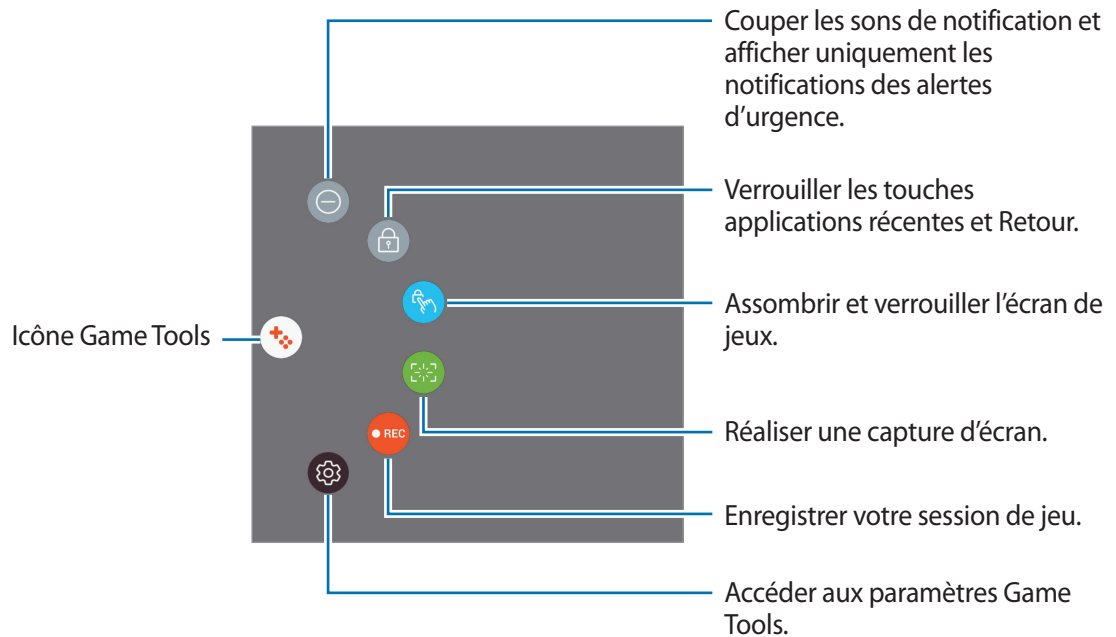 Couper les sons de notification et
afficher uniquement les
notifications des alertes
d’urgence.
Verrouiller les touches
applications récentes et Retour.
Assombrir et verrouiller l’écran de
jeux.
Icône Game Tools
Réaliser une capture d’écran.
REC
Enregistrer votre session de jeu.
Accéder aux paramètres Game
Tools.